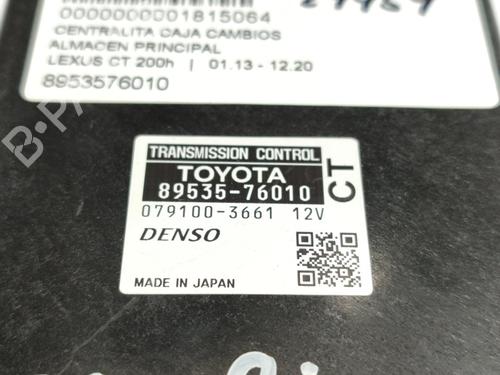 0000000001815064
CENTRALITA CAJA CAMBIOS
ALMACEN PRINCIPAL
LEXUS CT 200h | 01.13 - 12.20
8953576010
TRANSMISSION CONTROL
TOYOTA
89535-76010
079100-3661 12V
CT
DENSO
MADE IN JAPAN